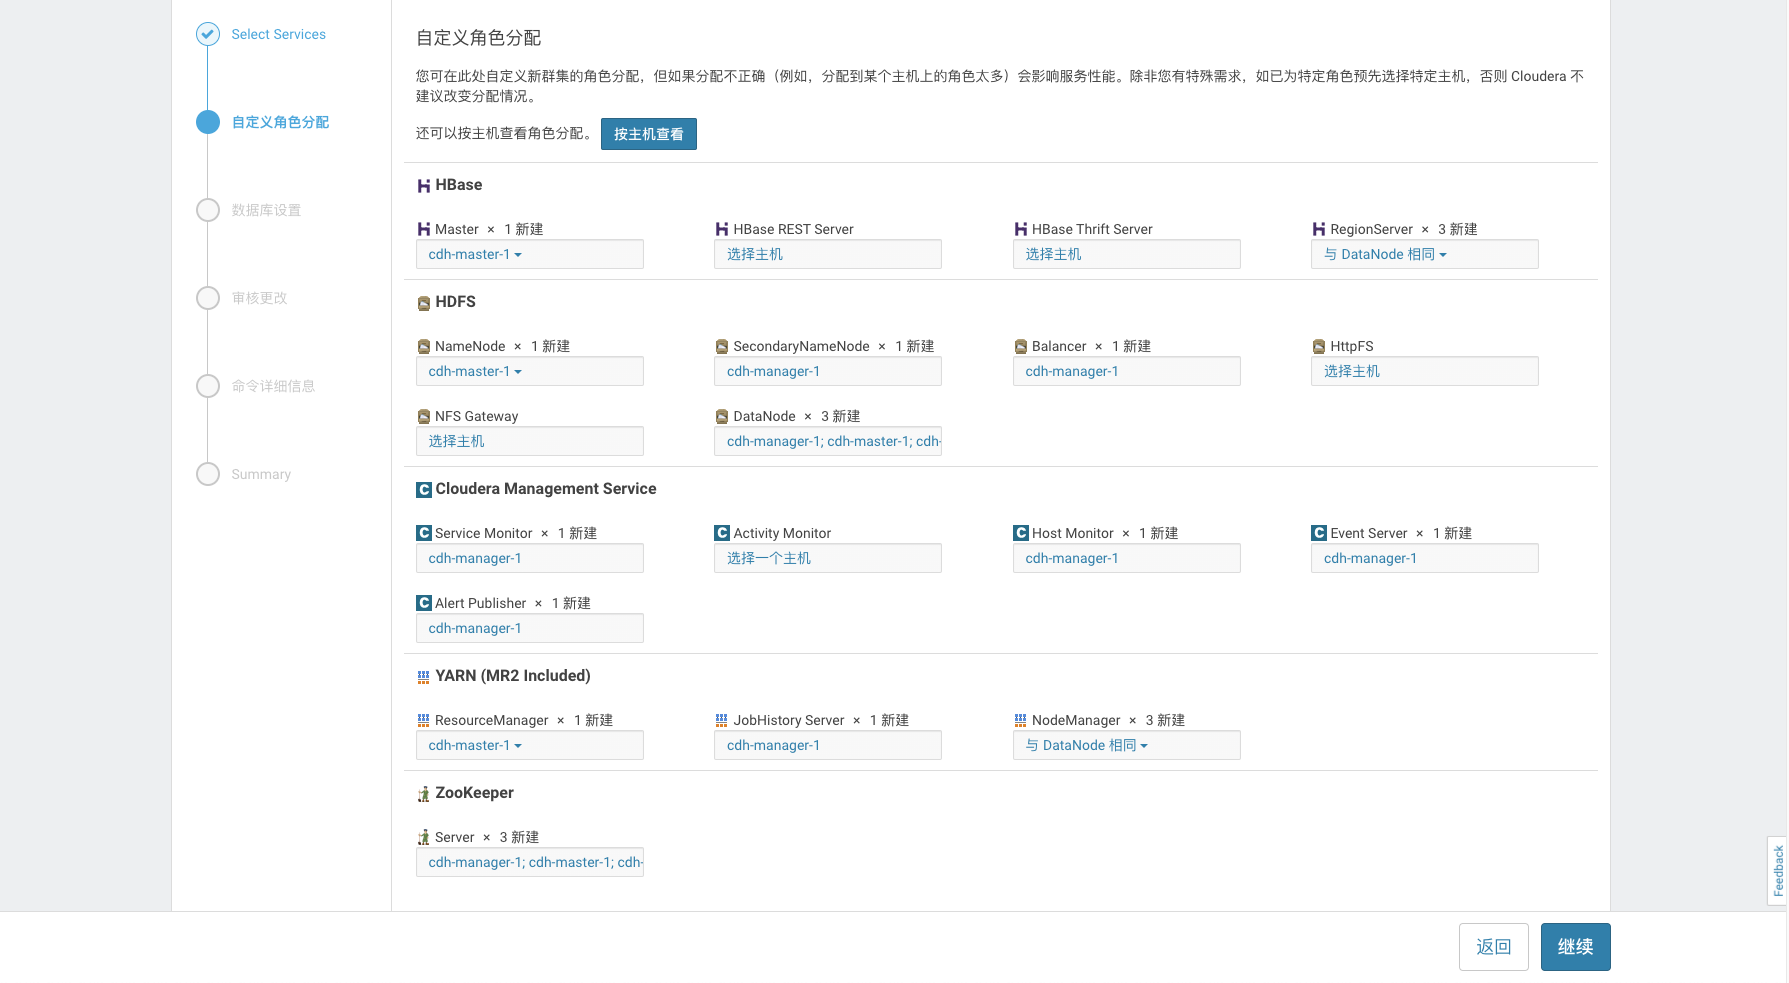 Select Services
自定义角色分配
数据库设置
审核更改
命令详细信息
Summary
自定义角色分配
您可在此处自定义新群集的角色分配，但如果分配不正确（例如，分配到某个主机上的角色太多）会影响服务性能。除非您有特殊需求，如已为特定角色预先选择特定主机，否则 Cloudera 不
建议改变分配情况。
还可以按主机查看角色分配。 按主机查看
HBase
Master × 1 新建 HBase REST Server HBase Thrift Server RegionServer × 3 新建
cdh-master-1 选择主机 选择主机 与 DataNode 相同
HDFS
NameNode × 1 新建 SecondaryNameNode × 1 新建 Balancer × 1 新建 HttpFS
cdh-master-1 cdh-manager-1 cdh-manager-1 选择主机
NFS Gateway DataNode × 3 新建
选择主机 cdh-manager-1; cdh-master-1; cdh-
Cloudera Management Service
Service Monitor × 1 新建 Activity Monitor Host Monitor × 1 新建 Event Server × 1 新建
cdh-manager-1 选择一个主机 cdh-manager-1 cdh-manager-1
Alert Publisher × 1 新建
cdh-manager-1
YARN (MR2 Included)
ResourceManager × 1 新建 JobHistory Server × 1 新建 NodeManager × 3 新建
cdh-master-1 cdh-manager-1 与 DataNode 相同
ZooKeeper
Server × 3 新建
cdh-manager-1; cdh-master-1; cdh-
Feedback
返回 继续